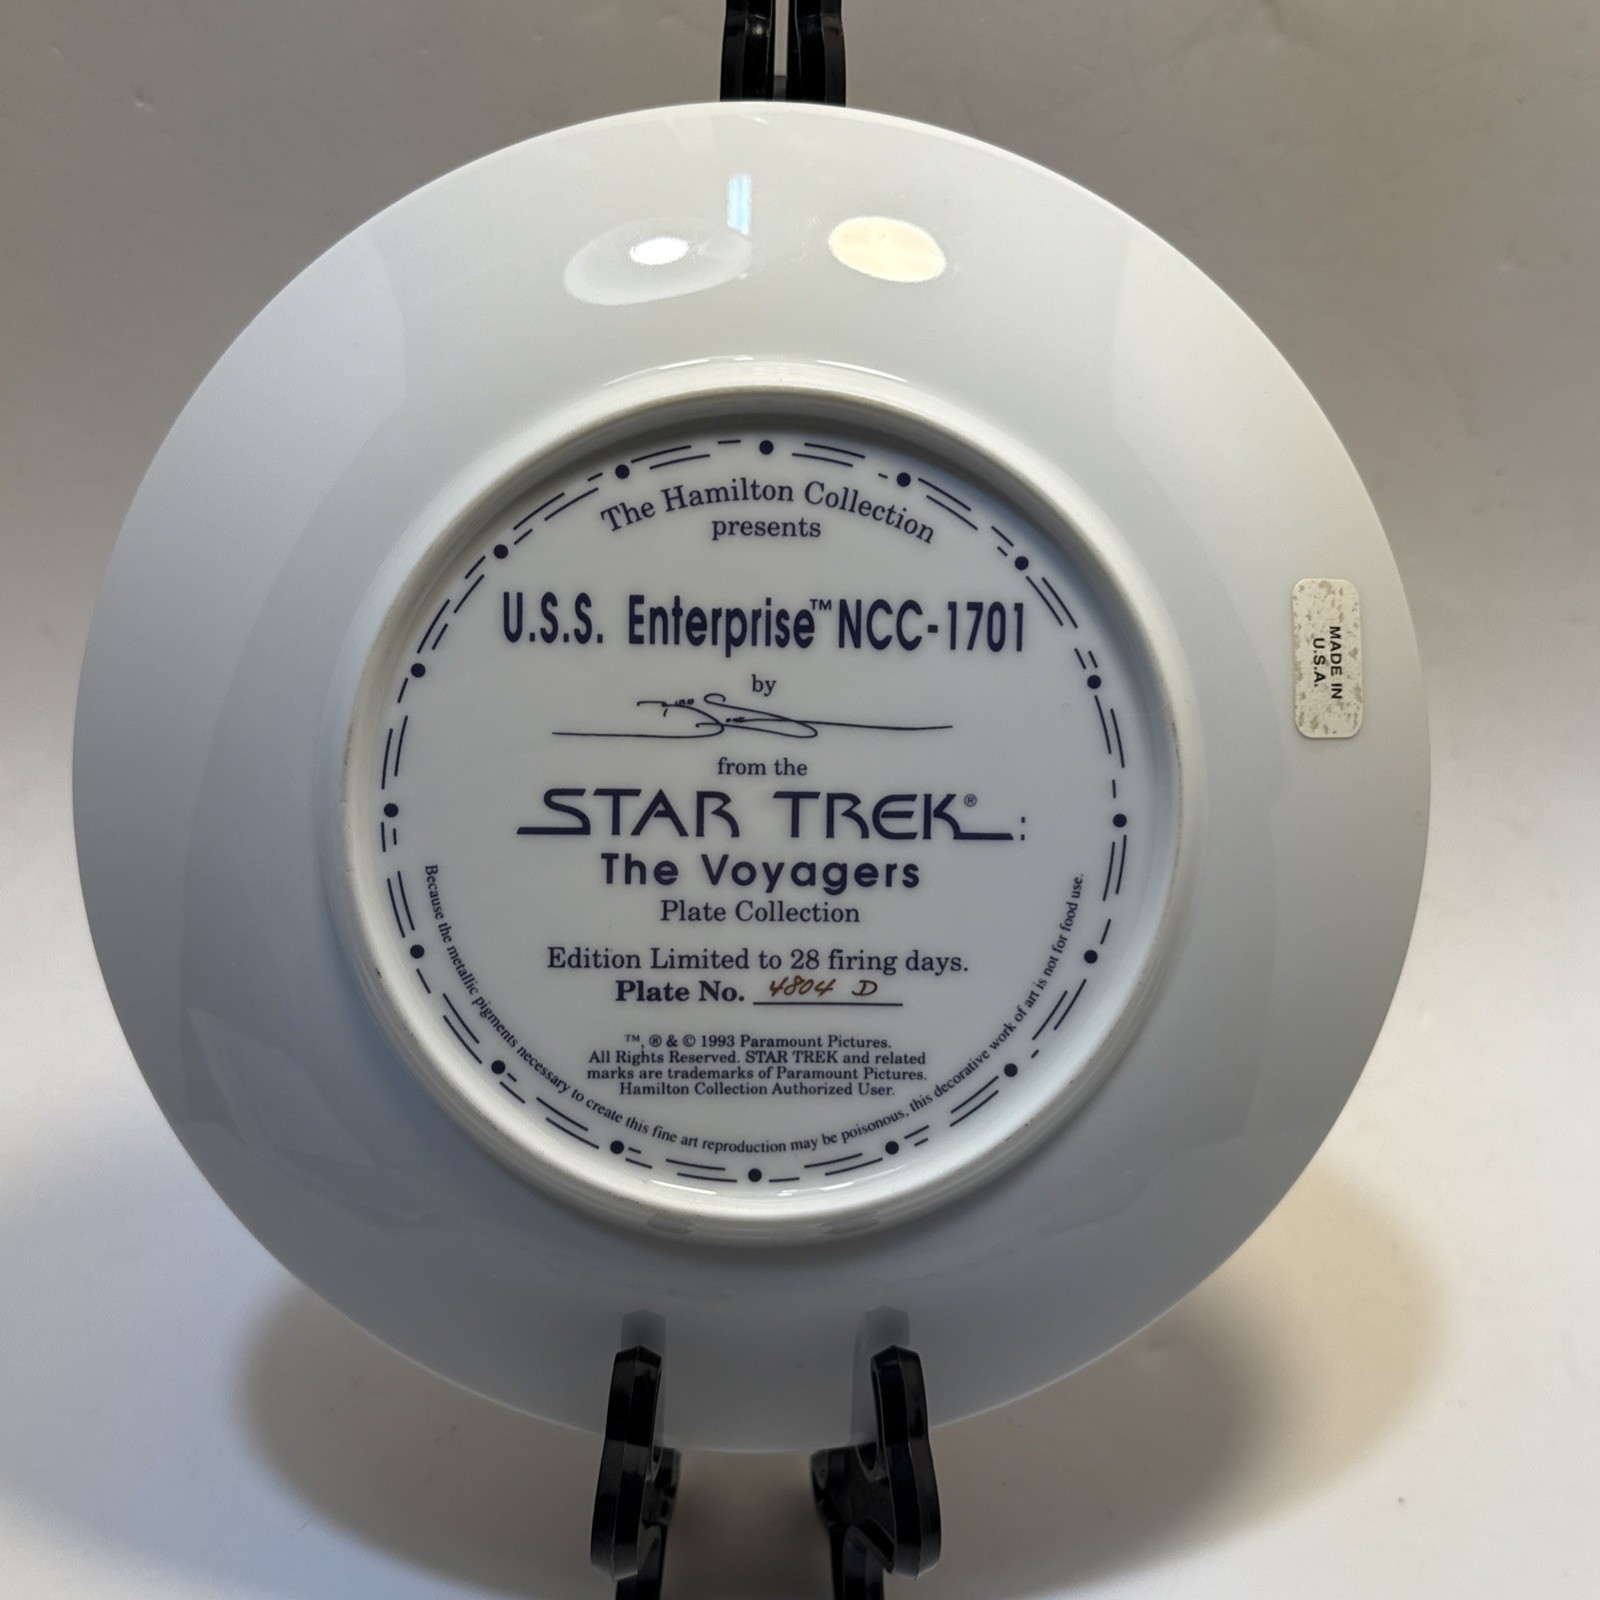 The Hamilton Collection
presents
U.S.S. Enterprise™ NCC-1701
by
from the
STAR TREK®:
The Voyagers
Plate Collection
Edition Limited to 28 firing days.
Plate No. 4804 D
™, ® & © 1993 Paramount Pictures.
All Rights Reserved. STAR TREK and related
marks are trademarks of Paramount Pictures.
Hamilton Collection Authorized User.
Because the metallic pigments necessary to create this fine art reproduction may be poisonous, this decorative work of art is not for food use.
MADE IN
U.S.A.